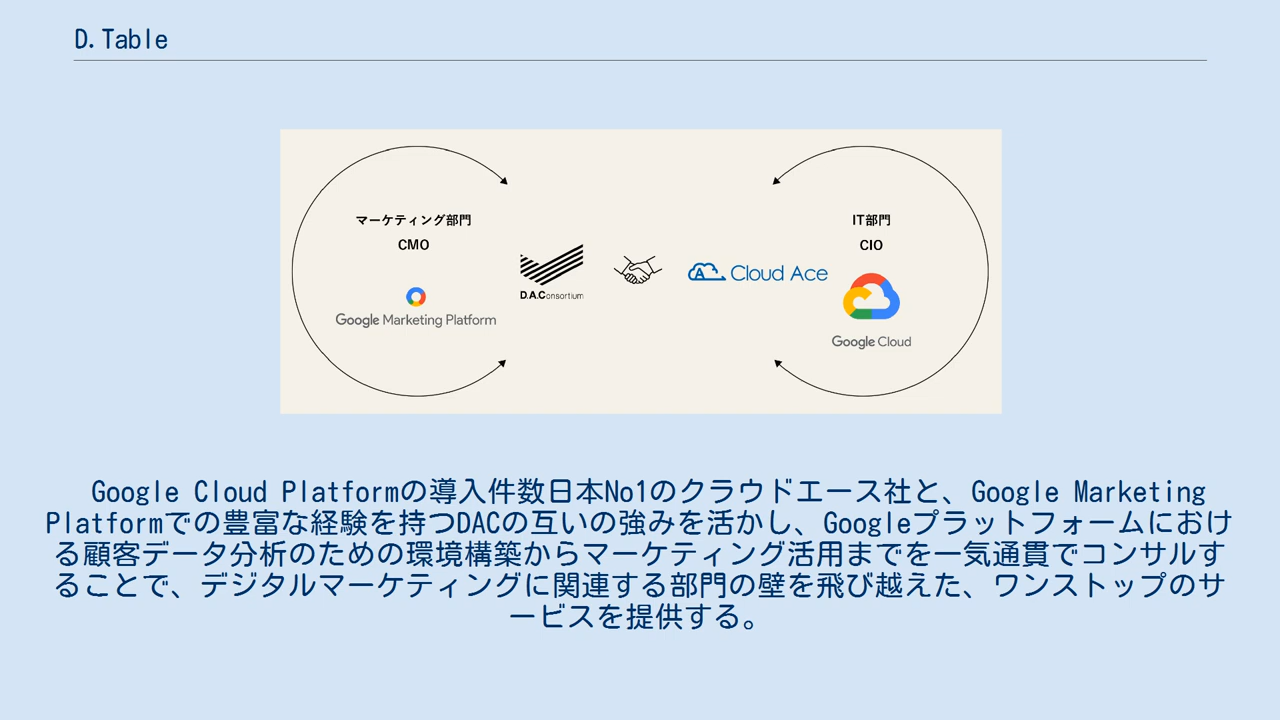 D.Table
マーケティング部門
CMO
Google Marketing Platform
D.A.Consortium
Cloud Ace
IT部門
CIO
Google Cloud
Google Cloud Platformの導入件数日本No1のクラウドエース社と、Google Marketing
Platformでの豊富な経験を持つDACの互いの強みを活かし、Googleプラットフォームにおけ
る顧客データ分析のための環境構築からマーケティング活用までを一気通貫でコンサルす
ることで、デジタルマーケティングに関連する部門の壁を飛び越えた、ワンストップのサ
ービスを提供する。